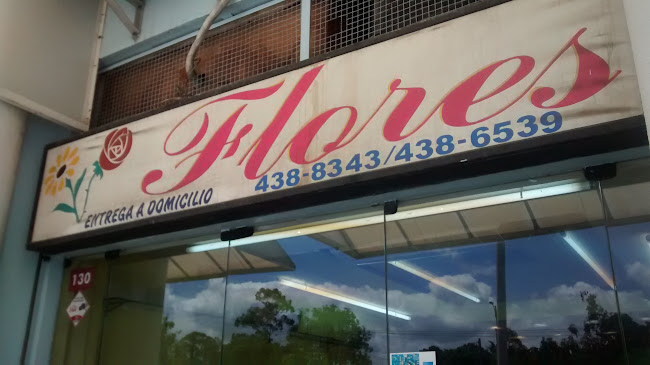 Flores
438-8343/438-6539
ENTREGA A DOMICILIO
130